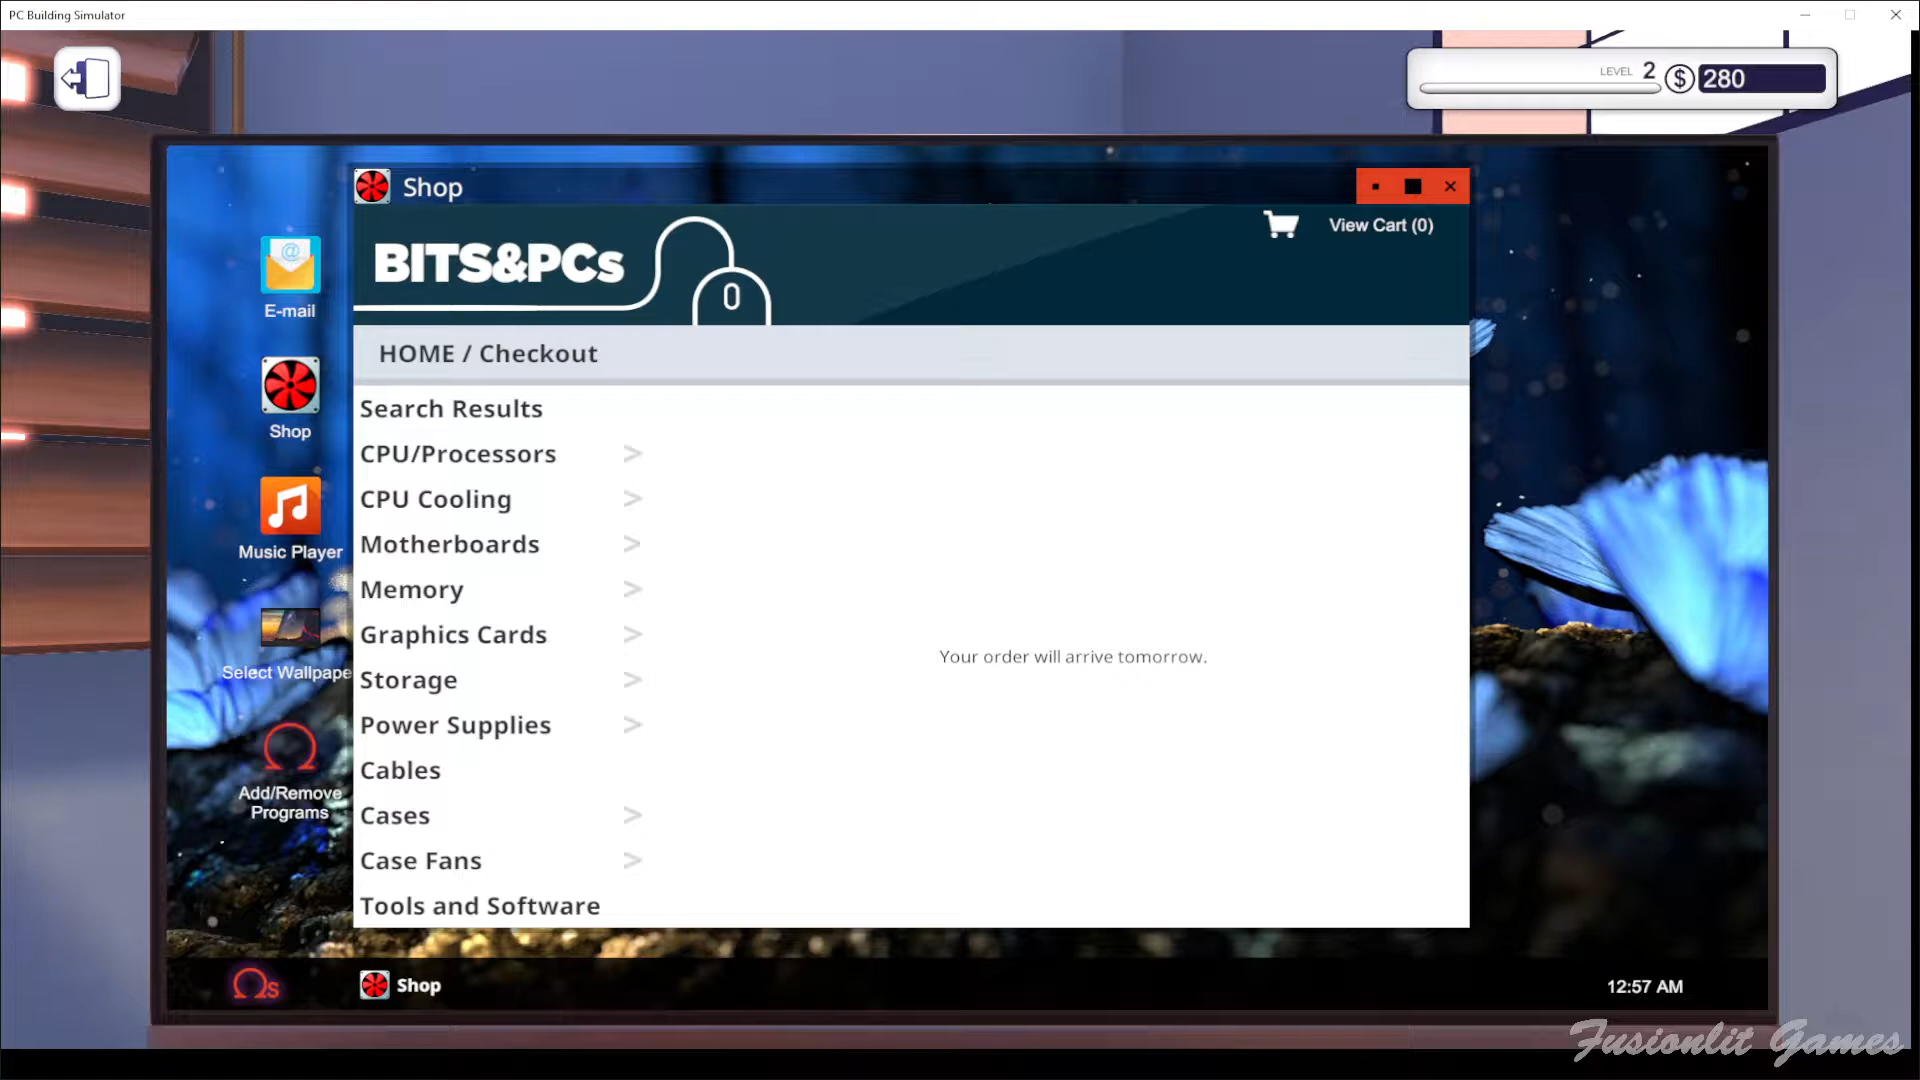 PC Building Simulator
LEVEL 2
$ 280
Shop
View Cart (0)
BITS&PCs
HOME / Checkout
E-mail
Shop
Music Player
Select Wallpape
Add/Remove
Programs
Search Results
CPU/Processors >
CPU Cooling >
Motherboards >
Memory >
Graphics Cards >
Storage >
Power Supplies >
Cables
Cases >
Case Fans >
Tools and Software
Your order will arrive tomorrow.
Ωs
Shop
12:57 AM
Fusionlit Games